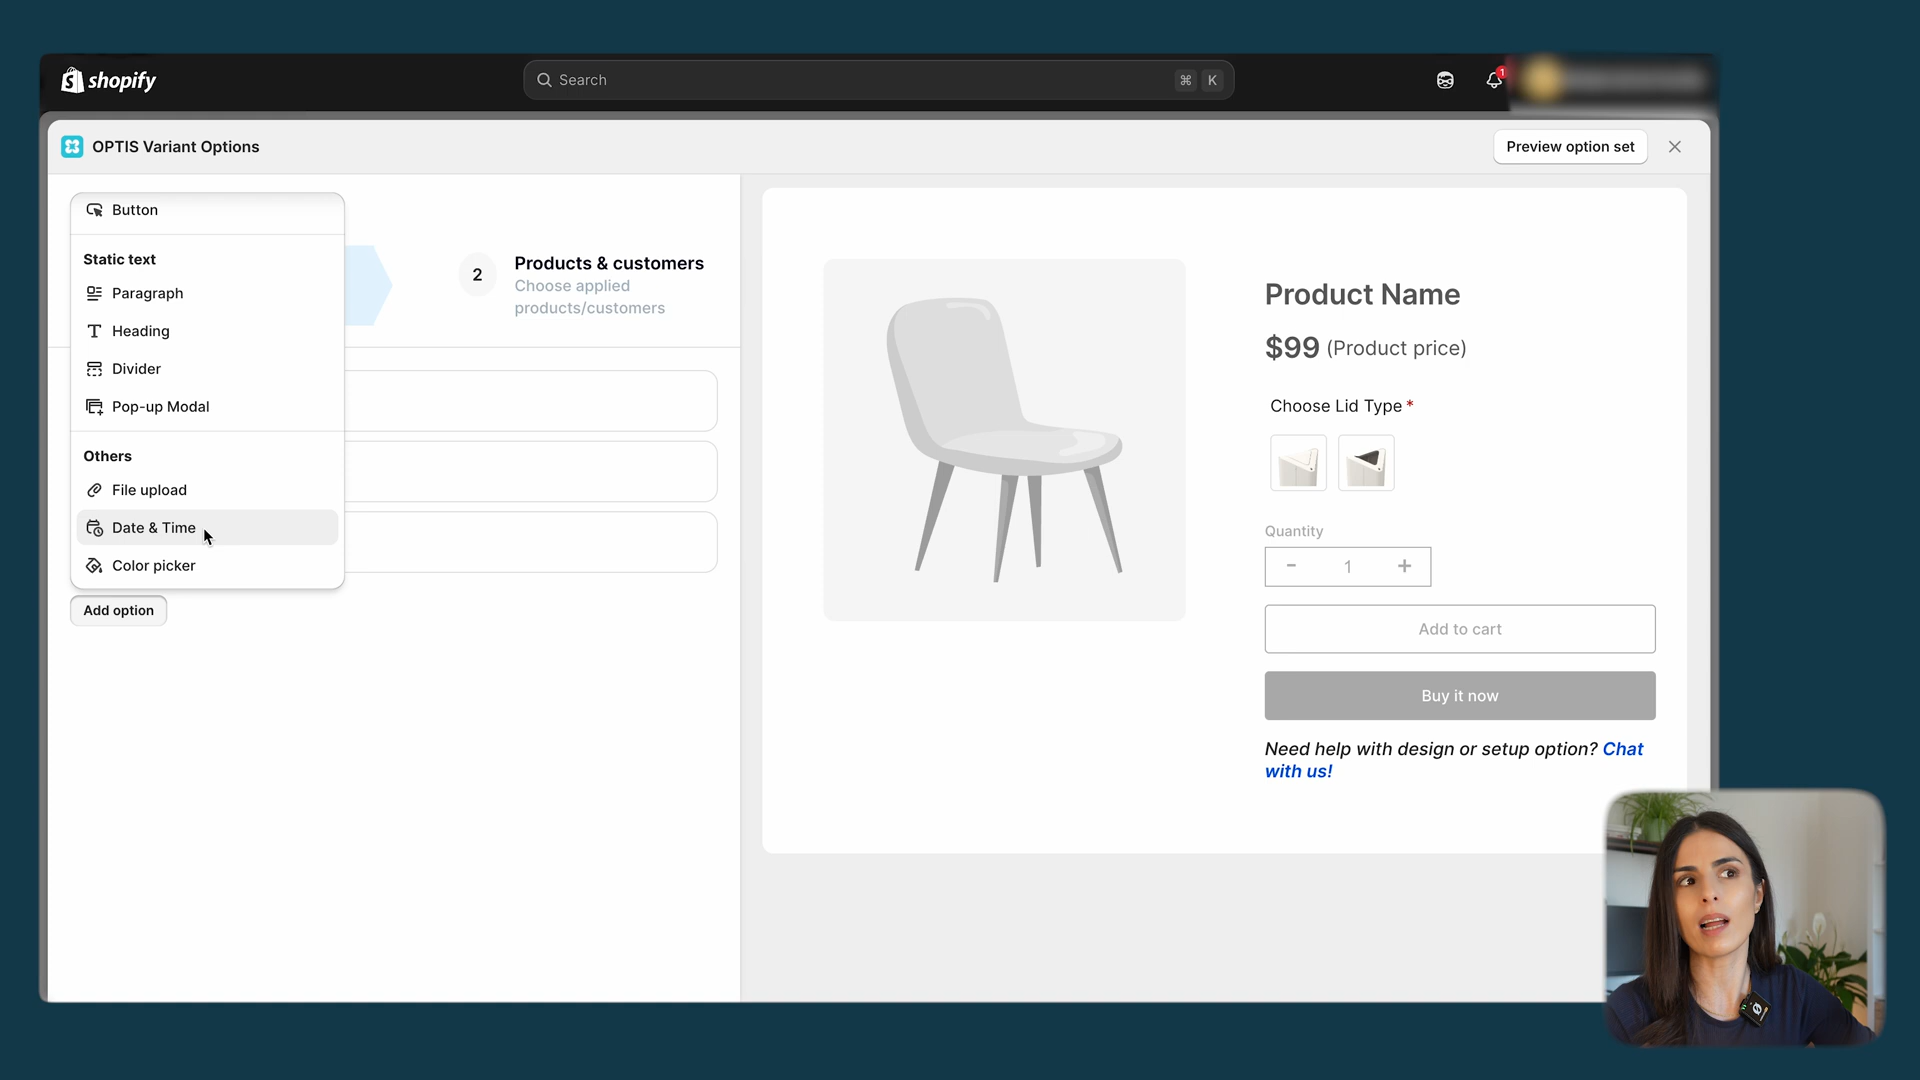 shopify
Search
⌘ K
1
OPTIS Variant Options
Preview option set
Button
Static text
Paragraph
Heading
Divider
Pop-up Modal
Others
File upload
Date & Time
Color picker
Add option
2
Products & customers
Choose applied
products/customers
Product Name
$99 (Product price)
Choose Lid Type *
Quantity
- 1 +
Add to cart
Buy it now
Need help with design or setup option? Chat
with us!